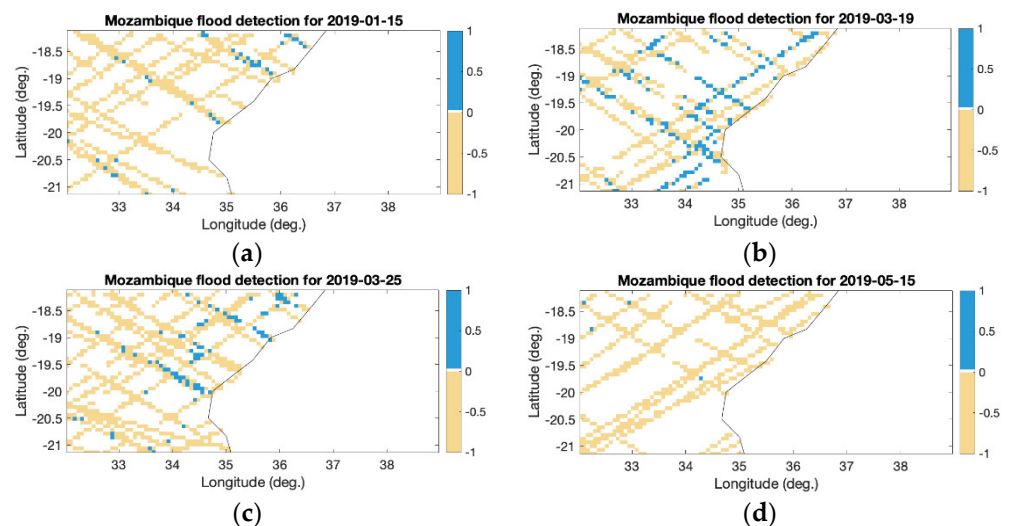 Mozambique flood detection for 2019-01-15
Latitude (deg.)
-18.5
-19
-19.5
-20
-20.5
-21
33 34 35 36 37 38
Longitude (deg.)
1
0.5
0
-0.5
-1
(a)
Mozambique flood detection for 2019-03-19
Latitude (deg.)
-18.5
-19
-19.5
-20
-20.5
-21
33 34 35 36 37 38
Longitude (deg.)
1
0.5
0
-0.5
-1
(b)
Mozambique flood detection for 2019-03-25
Latitude (deg.)
-18.5
-19
-19.5
-20
-20.5
-21
33 34 35 36 37 38
Longitude (deg.)
1
0.5
0
-0.5
-1
(c)
Mozambique flood detection for 2019-05-15
Latitude (deg.)
-18.5
-19
-19.5
-20
-20.5
-21
33 34 35 36 37 38
Longitude (deg.)
1
0.5
0
-0.5
-1
(d)